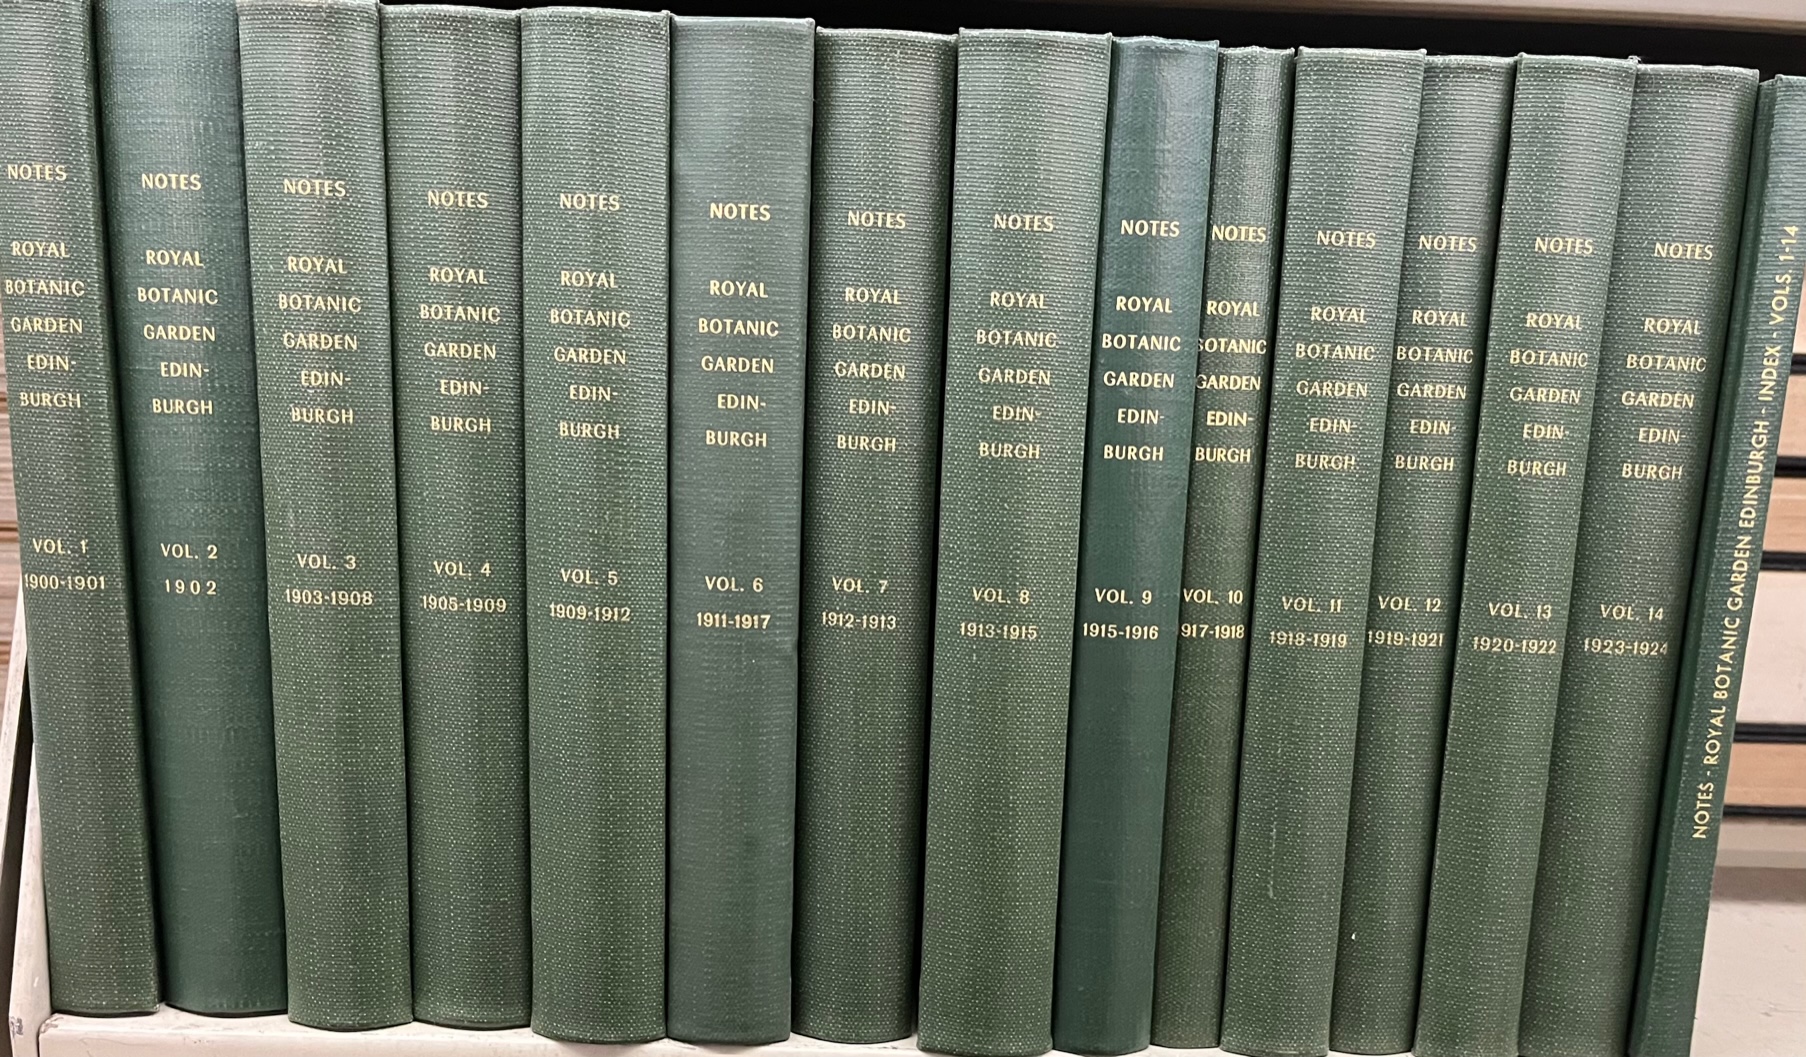 NOTES
ROYAL
BOTANIC
GARDEN
EDIN-
BURGH
VOL. 1
1900-1901
NOTES
ROYAL
BOTANIC
GARDEN
EDIN-
BURGH
VOL. 2
1902
NOTES
ROYAL
BOTANIC
GARDEN
EDIN-
BURGH
VOL. 3
1903-1908
NOTES
ROYAL
BOTANIC
GARDEN
EDIN-
BURGH
VOL. 4
1905-1909
NOTES
ROYAL
BOTANIC
GARDEN
EDIN-
BURGH
VOL. 5
1909-1912
NOTES
ROYAL
BOTANIC
GARDEN
EDIN-
BURGH
VOL. 6
1911-1917
NOTES
ROYAL
BOTANIC
GARDEN
EDIN-
BURGH
VOL. 7
1912-1913
NOTES
ROYAL
BOTANIC
GARDEN
EDIN-
BURGH
VOL. 8
1913-1915
NOTES
ROYAL
BOTANIC
GARDEN
EDIN-
BURGH
VOL. 9
1915-1916
NOTES
ROYAL
BOTANIC
GARDEN
EDIN-
BURGH
VOL. 10
917-1918
NOTES
ROYAL
BOTANIC
GARDEN
EDIN-
BURGH
VOL. 11
1918-1919
NOTES
ROYAL
BOTANIC
GARDEN
EDIN-
BURGH
VOL. 12
1919-1921
NOTES
ROYAL
BOTANIC
GARDEN
EDIN-
BURGH
VOL. 13
1920-1922
NOTES
ROYAL
BOTANIC
GARDEN
EDIN-
BURGH
VOL. 14
1923-1924
NOTES - ROYAL BOTANIC GARDEN EDINBURGH - INDEX - VOLS. 1-14